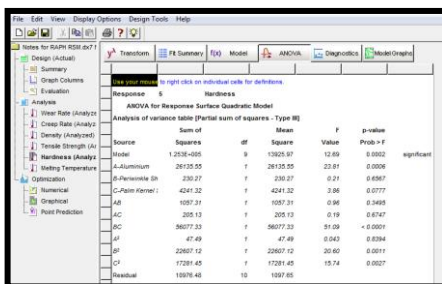 File Edit View Display Options Design Tools Help
Notes for RAPH RSM.dx7
Design (Actual)
Summary
Graph Columns
Evaluation
Analysis
Wear Rate (Analyze
Creep Rate (Analyz
Density (Analyzed)
Tensile Strength (An
Hardness (Analyz
Melting Temperature
Optimization
Numerical
Graphical
Point Prediction
yλ Transform Fit Summary f(x) Model ANOVA Diagnostics Model Graphs
Use your mouse to right click on individual cells for definitions.
Response 5 Hardness
ANOVA for Response Surface Quadratic Model
Analysis of variance table [Partial sum of squares - Type III]
Sum of Mean F p-value
Source Squares df Square Value Prob > F
Model 1.253E+005 9 13925.97 12.69 0.0002 significant
A-Aluminium 26135.55 1 26135.55 23.81 0.0006
B-Periwinkle Sh 230.27 1 230.27 0.21 0.6567
C-Palm Kernel 4241.32 1 4241.32 3.86 0.0777
AB 1057.31 1 1057.31 0.96 0.3495
AC 205.13 1 205.13 0.19 0.6747
BC 56077.33 1 56077.33 51.09 < 0.0001
A² 47.49 1 47.49 0.043 0.8394
B² 22607.12 1 22607.12 20.60 0.0011
C² 17281.45 1 17281.45 15.74 0.0027
Residual 10976.48 10 1097.65